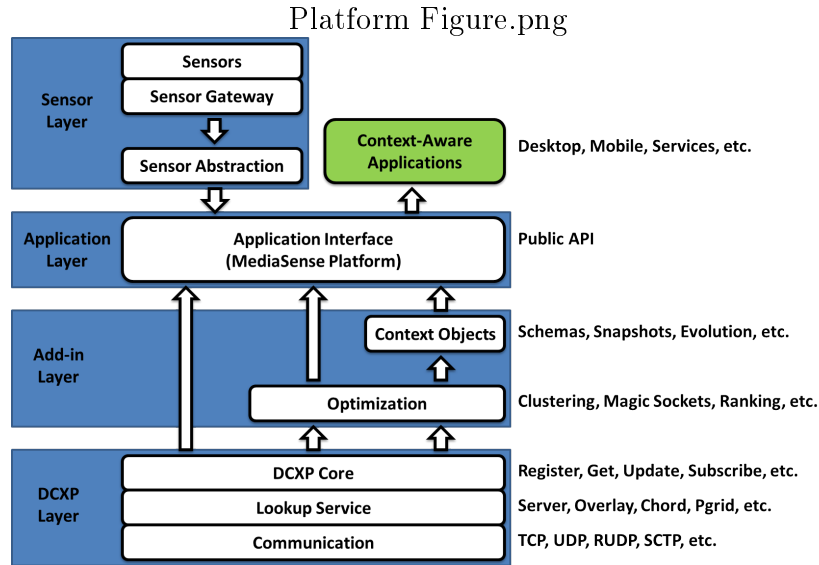 Platform Figure.png
Sensor
Layer
Sensors
Sensor Gateway
Sensor Abstraction
Context-Aware
Applications
Desktop, Mobile, Services, etc.
Application
Layer
Application Interface
(MediaSense Platform)
Public API
Add-in
Layer
Context Objects
Schemas, Snapshots, Evolution, etc.
Optimization
Clustering, Magic Sockets, Ranking, etc.
DCXP
Layer
DCXP Core
Register, Get, Update, Subscribe, etc.
Lookup Service
Server, Overlay, Chord, Pgrid, etc.
Communication
TCP, UDP, RUDP, SCTP, etc.